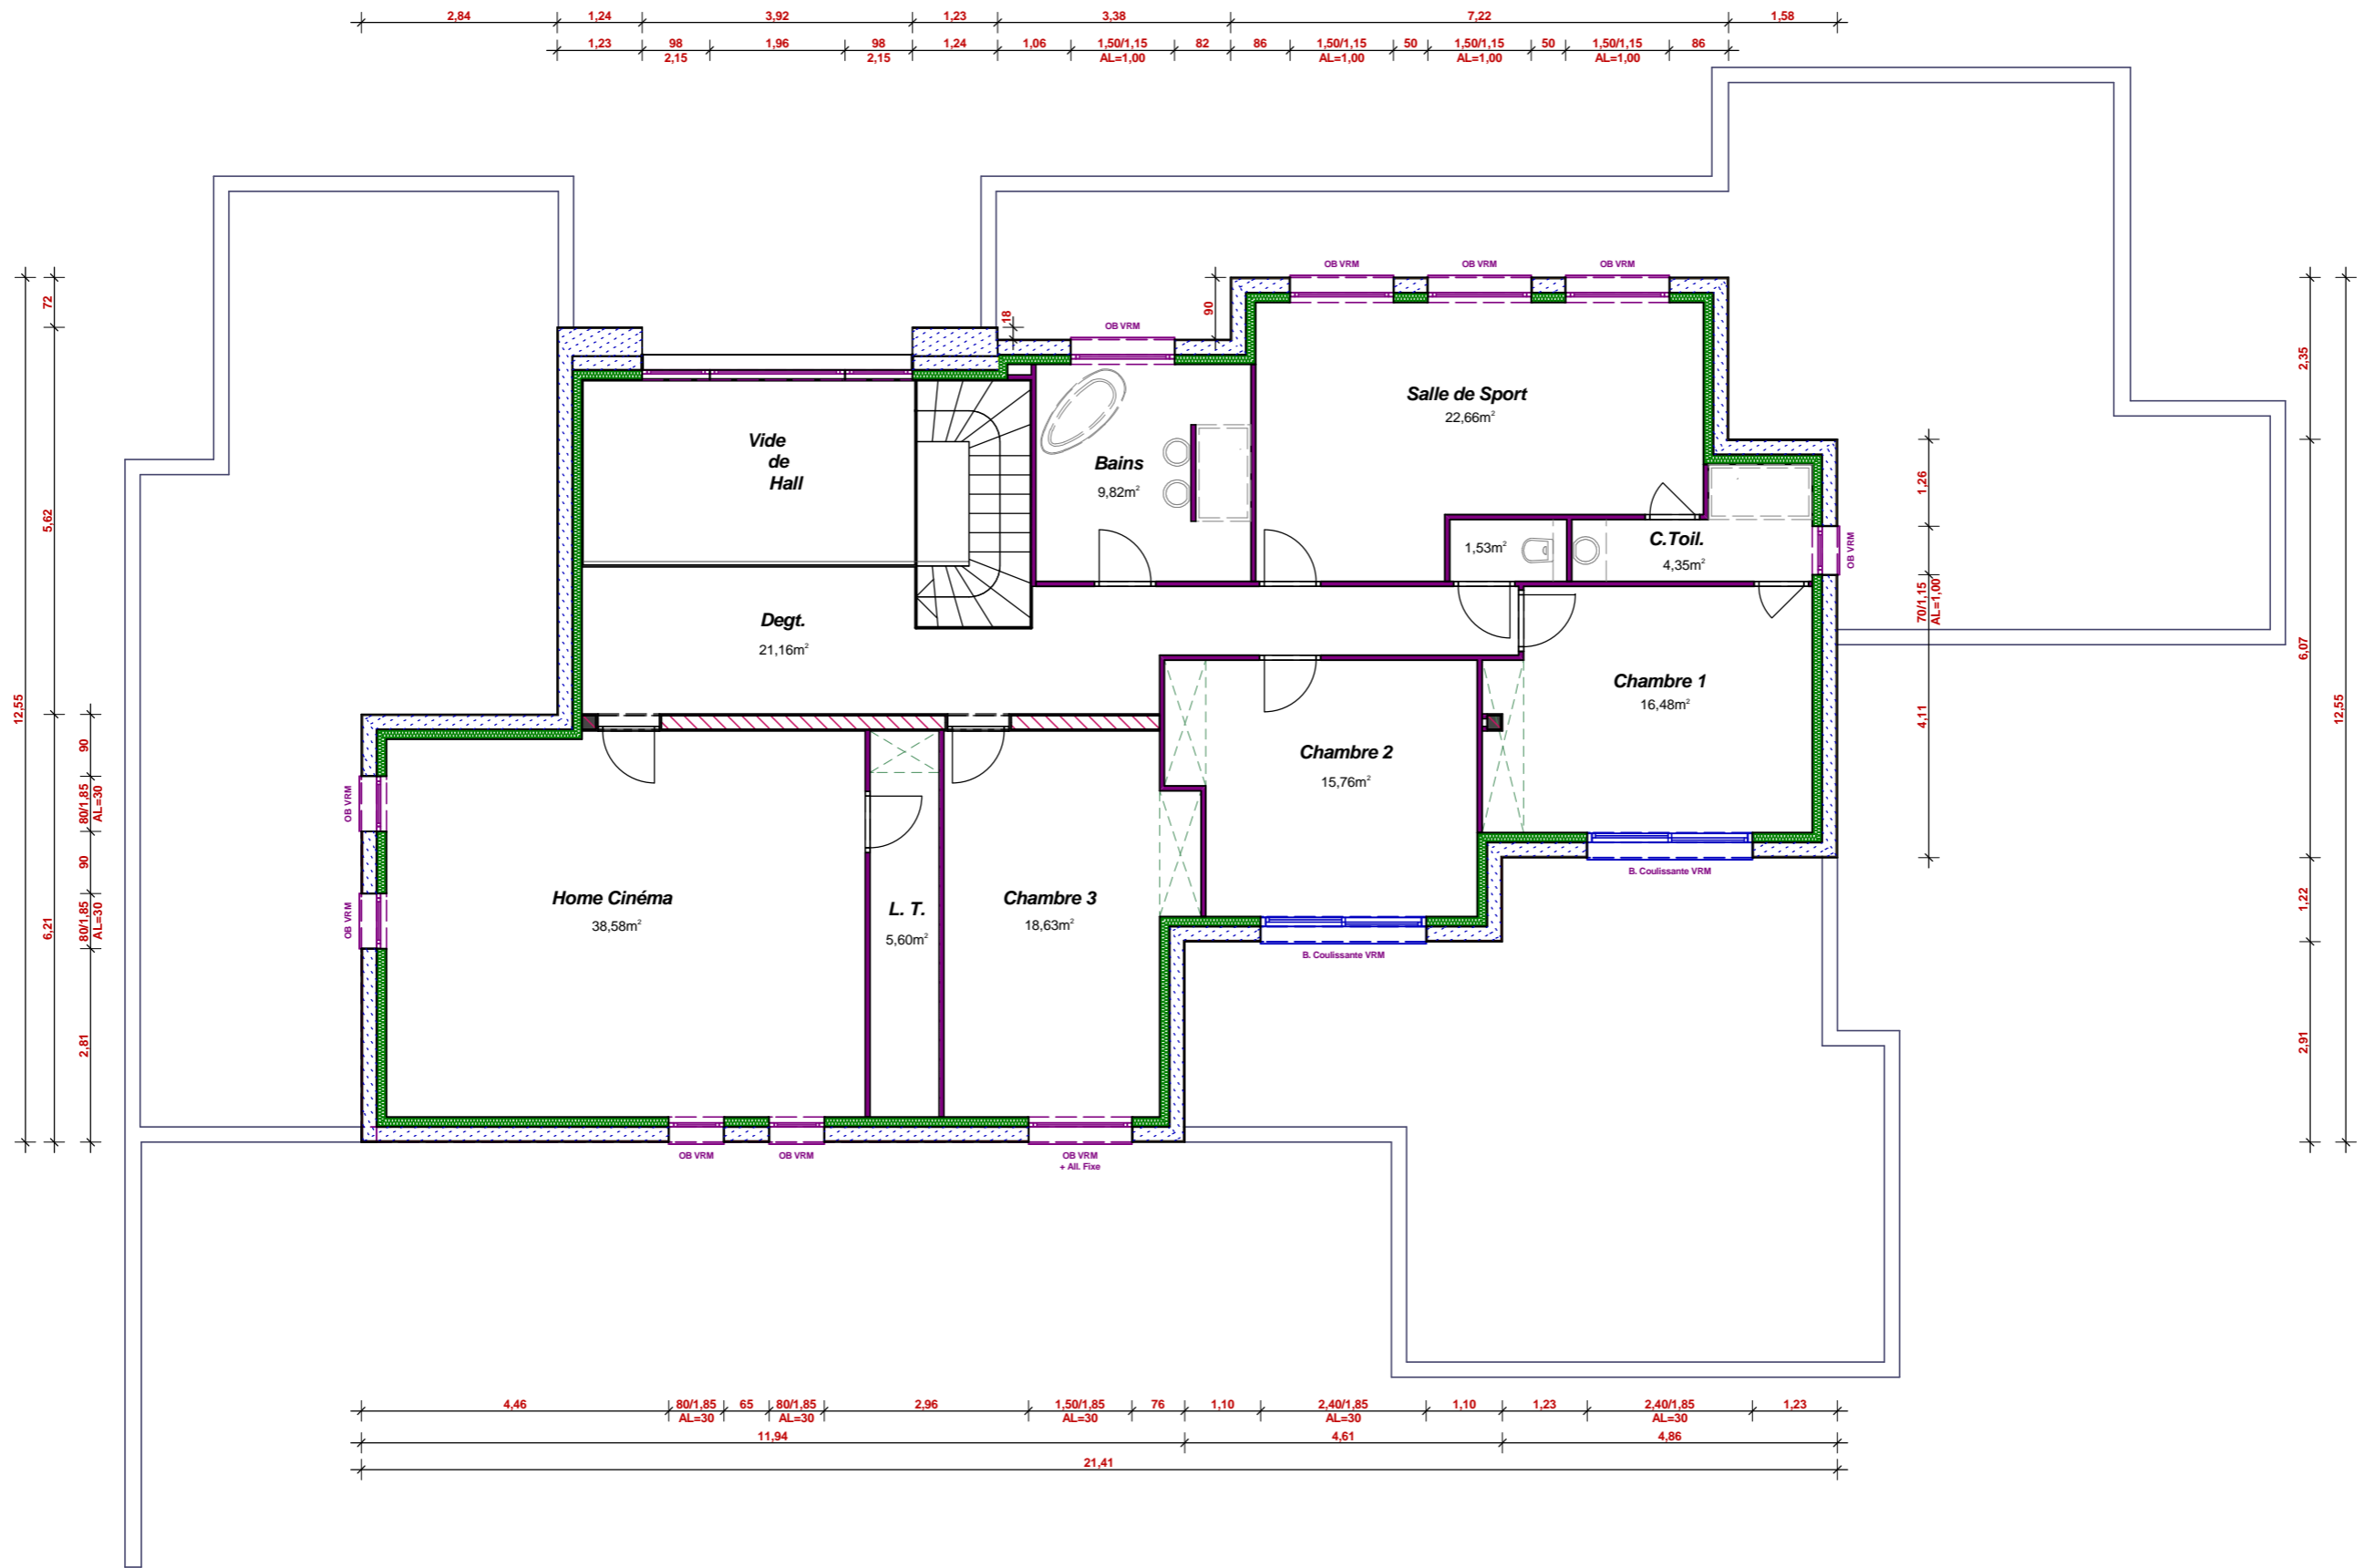 2,84 1,24 3,92 1,23 3,38 7,22 1,58
1,23 98 1,96 98 1,24 1,06 1,50/1,15 82 86 1,50/1,15 50 1,50/1,15 50 1,50/1,15 86
2,15 2,15 AL=1,00 AL=1,00 AL=1,00 AL=1,00
OB VRM OB VRM OB VRM
72
18
90
OB VRM
2,35
Salle de Sport
22,66m²
Vide
de
Hall
Bains
9,82m²
1,26
5,62
1,53m²
C.Toil.
4,35m²
OB VRM
70/1,15
AL=1,00
Degt.
21,16m²
6,07
4,11
Chambre 1
16,48m²
12,55
12,55
90
Chambre 2
15,76m²
80/1,85
AL=30
OB VRM
90
B. Coulissante VRM
Home Cinéma
38,58m²
L. T.
5,60m²
Chambre 3
18,63m²
1,22
80/1,85
AL=30
OB VRM
6,21
B. Coulissante VRM
2,81
2,91
OB VRM OB VRM OB VRM
+ All. Fixe
4,46 80/1,85 65 80/1,85 2,96 1,50/1,85 76 1,10 2,40/1,85 1,10 1,23 2,40/1,85 1,23
AL=30 AL=30 AL=30 AL=30 AL=30
11,94 4,61 4,86
21,41